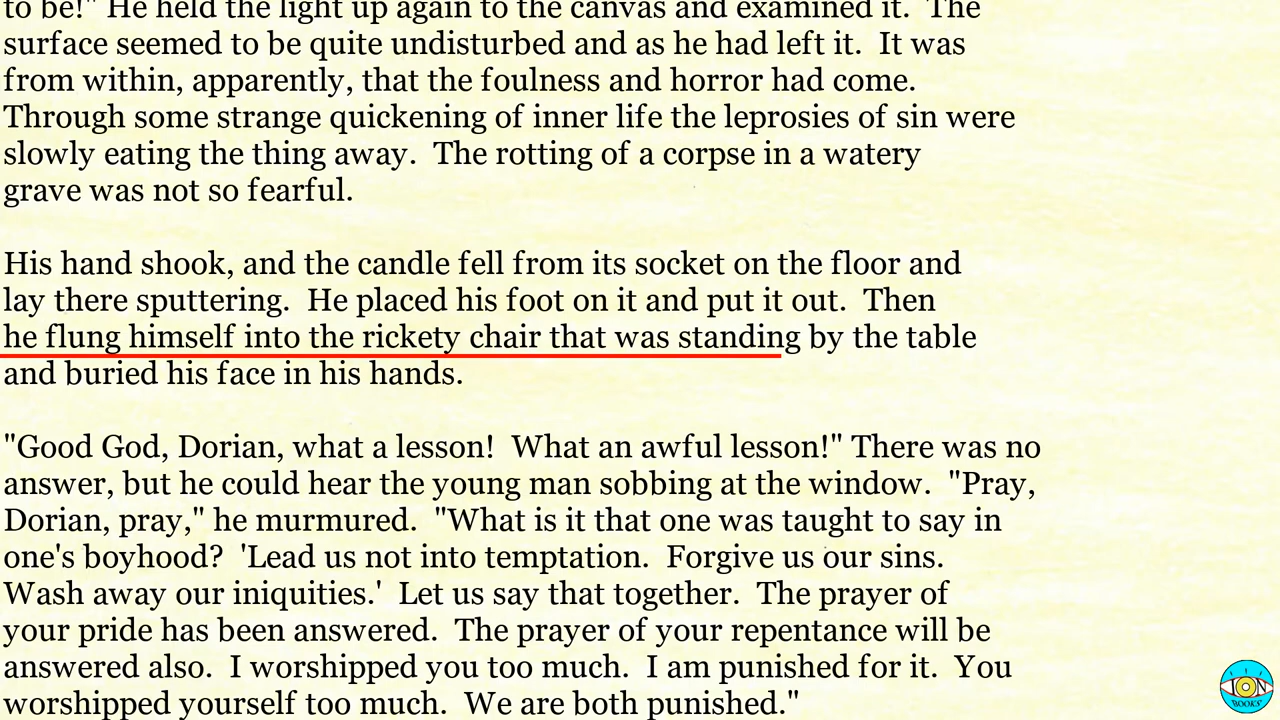 to be!" He held the light up again to the canvas and examined it.  The
surface seemed to be quite undisturbed and as he had left it.  It was
from within, apparently, that the foulness and horror had come.
Through some strange quickening of inner life the leprosies of sin were
slowly eating the thing away.  The rotting of a corpse in a watery
grave was not so fearful.

His hand shook, and the candle fell from its socket on the floor and
lay there sputtering.  He placed his foot on it and put it out.  Then
he flung himself into the rickety chair that was standing by the table
and buried his face in his hands.

"Good God, Dorian, what a lesson!  What an awful lesson!" There was no
answer, but he could hear the young man sobbing at the window.  "Pray,
Dorian, pray," he murmured.  "What is it that one was taught to say in
one's boyhood?  'Lead us not into temptation.  Forgive us our sins.
Wash away our iniquities.'  Let us say that together.  The prayer of
your pride has been answered.  The prayer of your repentance will be
answered also.  I worshipped you too much.  I am punished for it.  You
worshipped yourself too much.  We are both punished."
ION
BOOKS